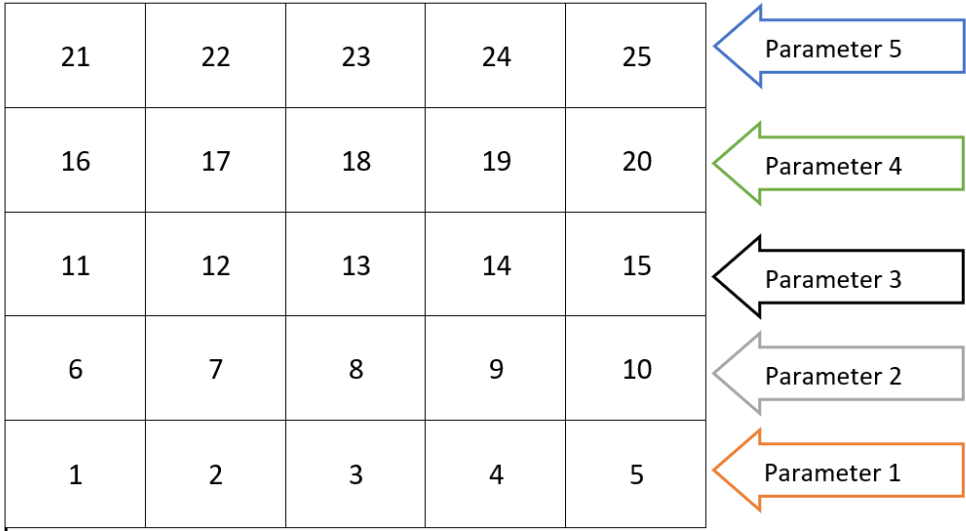 21 22 23 24 25 Parameter 5
16 17 18 19 20 Parameter 4
11 12 13 14 15 Parameter 3
6 7 8 9 10 Parameter 2
1 2 3 4 5 Parameter 1